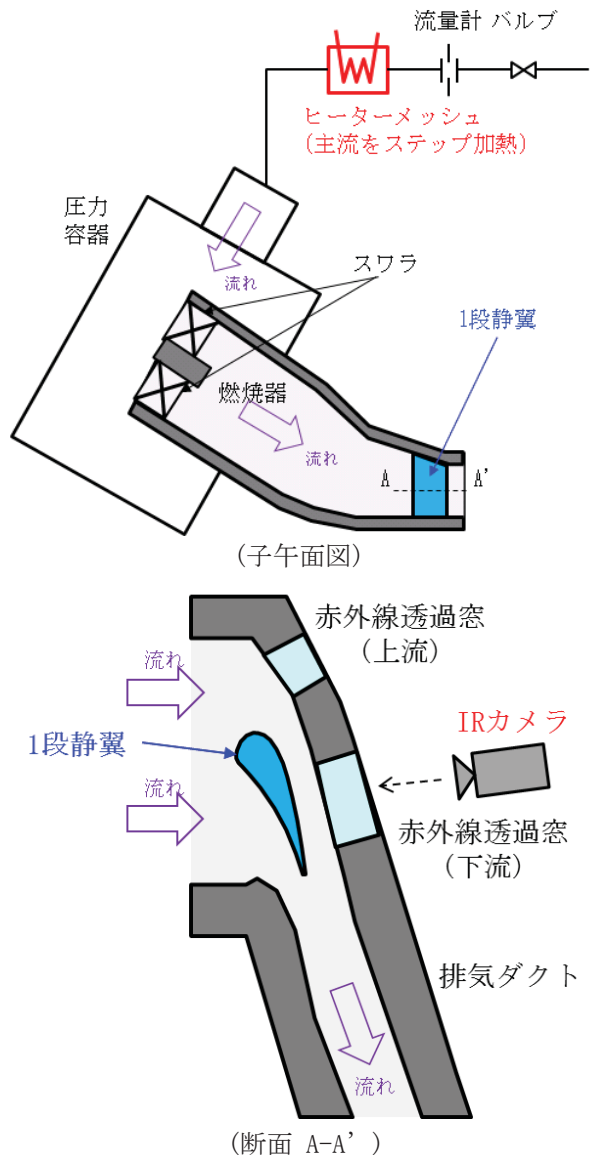 流量計 バルブ
ヒーターメッシュ
(主流をステップ加熱)
圧力
容器
流れ
スワラ
1段静翼
燃焼器
流れ
A
A'
(子午面図)
赤外線透過窓
(上流)
流れ
IRカメラ
1段静翼
流れ
赤外線透過窓
(下流)
排気ダクト
流れ
(断面 A-A’)